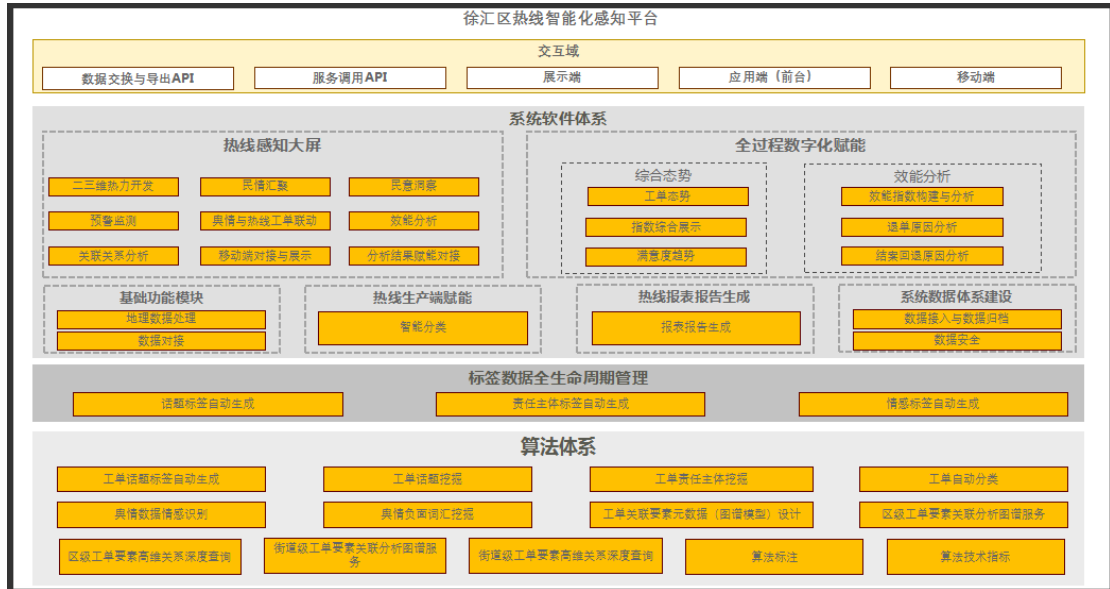 徐汇区热线智能化感知平台
交互域
数据交换与导出API
服务调用API
展示端
应用端（前台）
移动端
系统软件体系
热线感知大屏
二三维热力开发
民情汇聚
民意洞察
预警监测
舆情与热线工单联动
效能分析
关联关系分析
移动端对接与展示
分析结果赋能对接
全过程数字化赋能
综合态势
工单态势
指数综合展示
满意度趋势
效能分析
效能指数构建与分析
退单原因分析
结案回退原因分析
基础功能模块
地理数据处理
数据对接
热线生产端赋能
智能分类
热线报表报告生成
报表报告生成
系统数据体系建设
数据接入与数据归档
数据安全
标签数据全生命周期管理
话题标签自动生成
责任主体标签自动生成
情感标签自动生成
算法体系
工单话题标签自动生成
工单话题挖掘
工单责任主体挖掘
工单自动分类
舆情数据情感识别
舆情负面词汇挖掘
工单关联要素元数据（图谱模型）设计
区级工单要素关联分析图谱服务
区级工单要素高维关系深度查询
街道级工单要素关联分析图谱服
务
街道级工单要素高维关系深度查询
算法标注
算法技术指标